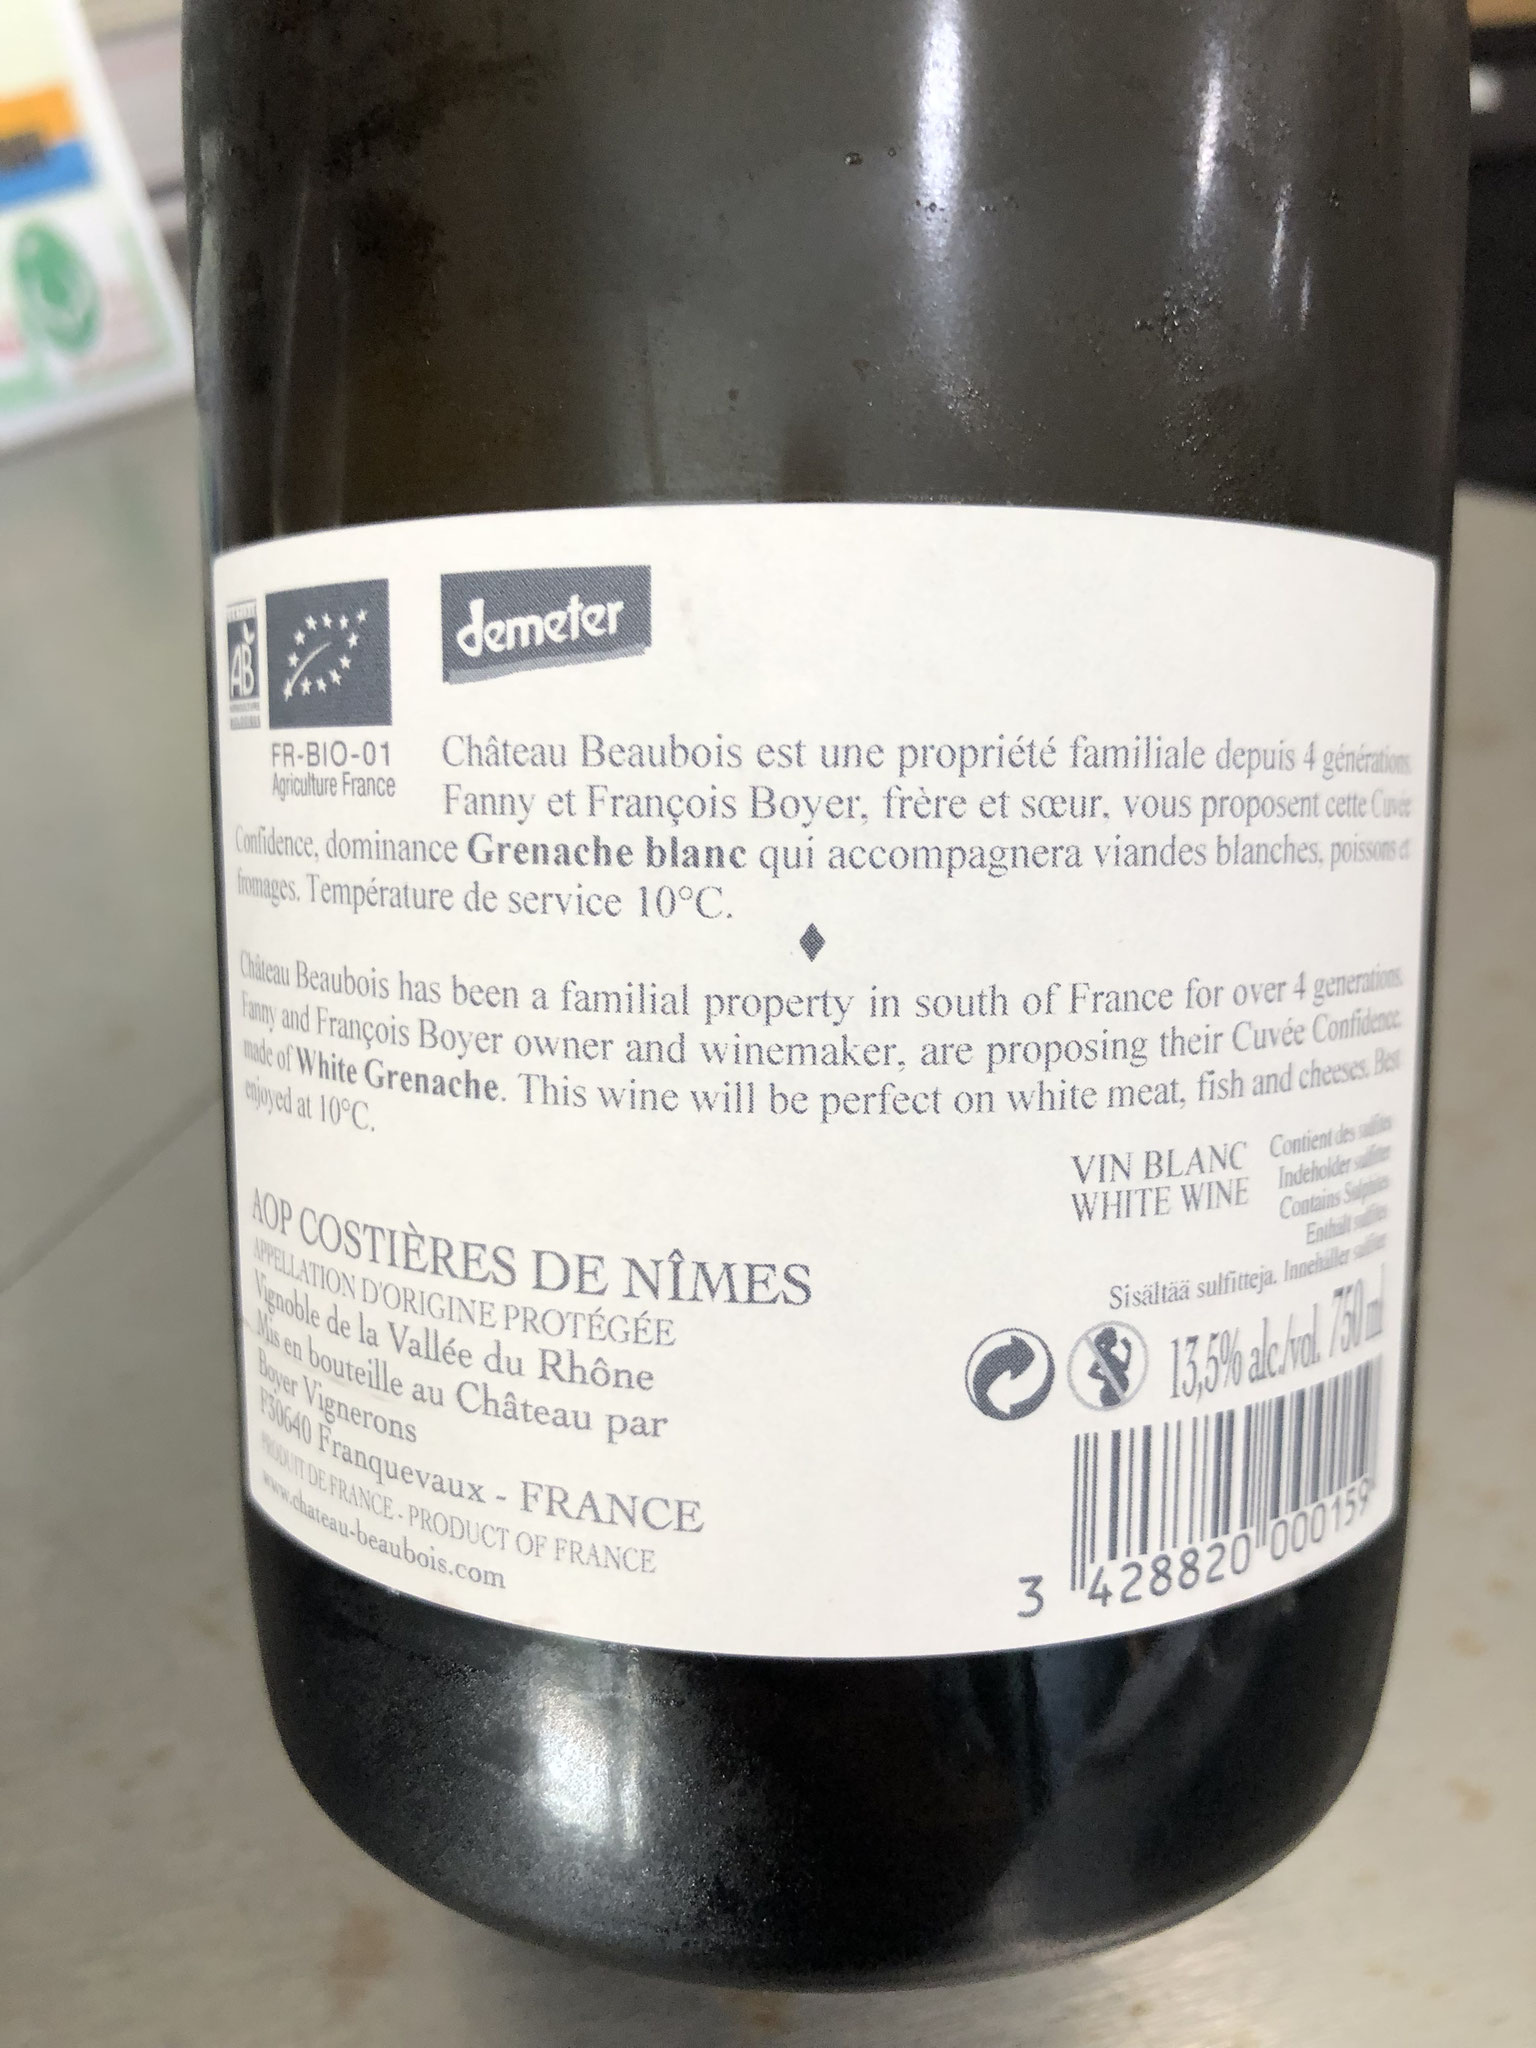 AB
demeter
FR-BIO-01
Agriculture France
Château Beaubois est une propriété familiale depuis 4 générations.
Fanny et François Boyer, frère et sœur, vous proposent cette Cuvée
Confidence, dominance Grenache blanc qui accompagnera viandes blanches, poissons et
fromages. Température de service 10°C.
Château Beaubois has been a familial property in south of France for over 4 generations.
Fanny and François Boyer owner and winemaker, are proposing their Cuvée Confidence,
made of White Grenache. This wine will be perfect on white meat, fish and cheeses. Best
enjoyed at 10°C.
VIN BLANC
WHITE WINE
Contient des sulfites
Indeholder sulfitter
Contains Sulphites
Enthält sulfites
Sisältää sulfitteja. Innehåller sulfiter
13,5% alc./vol. 750 ml
AOP COSTIÈRES DE NÎMES
APPELLATION D'ORIGINE PROTÉGÉE
Vignoble de la Vallée du Rhône
Mis en bouteille au Château par
Boyer Vignerons
F30640 Franquevaux - FRANCE
PRODUIT DE FRANCE - PRODUCT OF FRANCE
www.chateau-beaubois.com
3 428820 000159